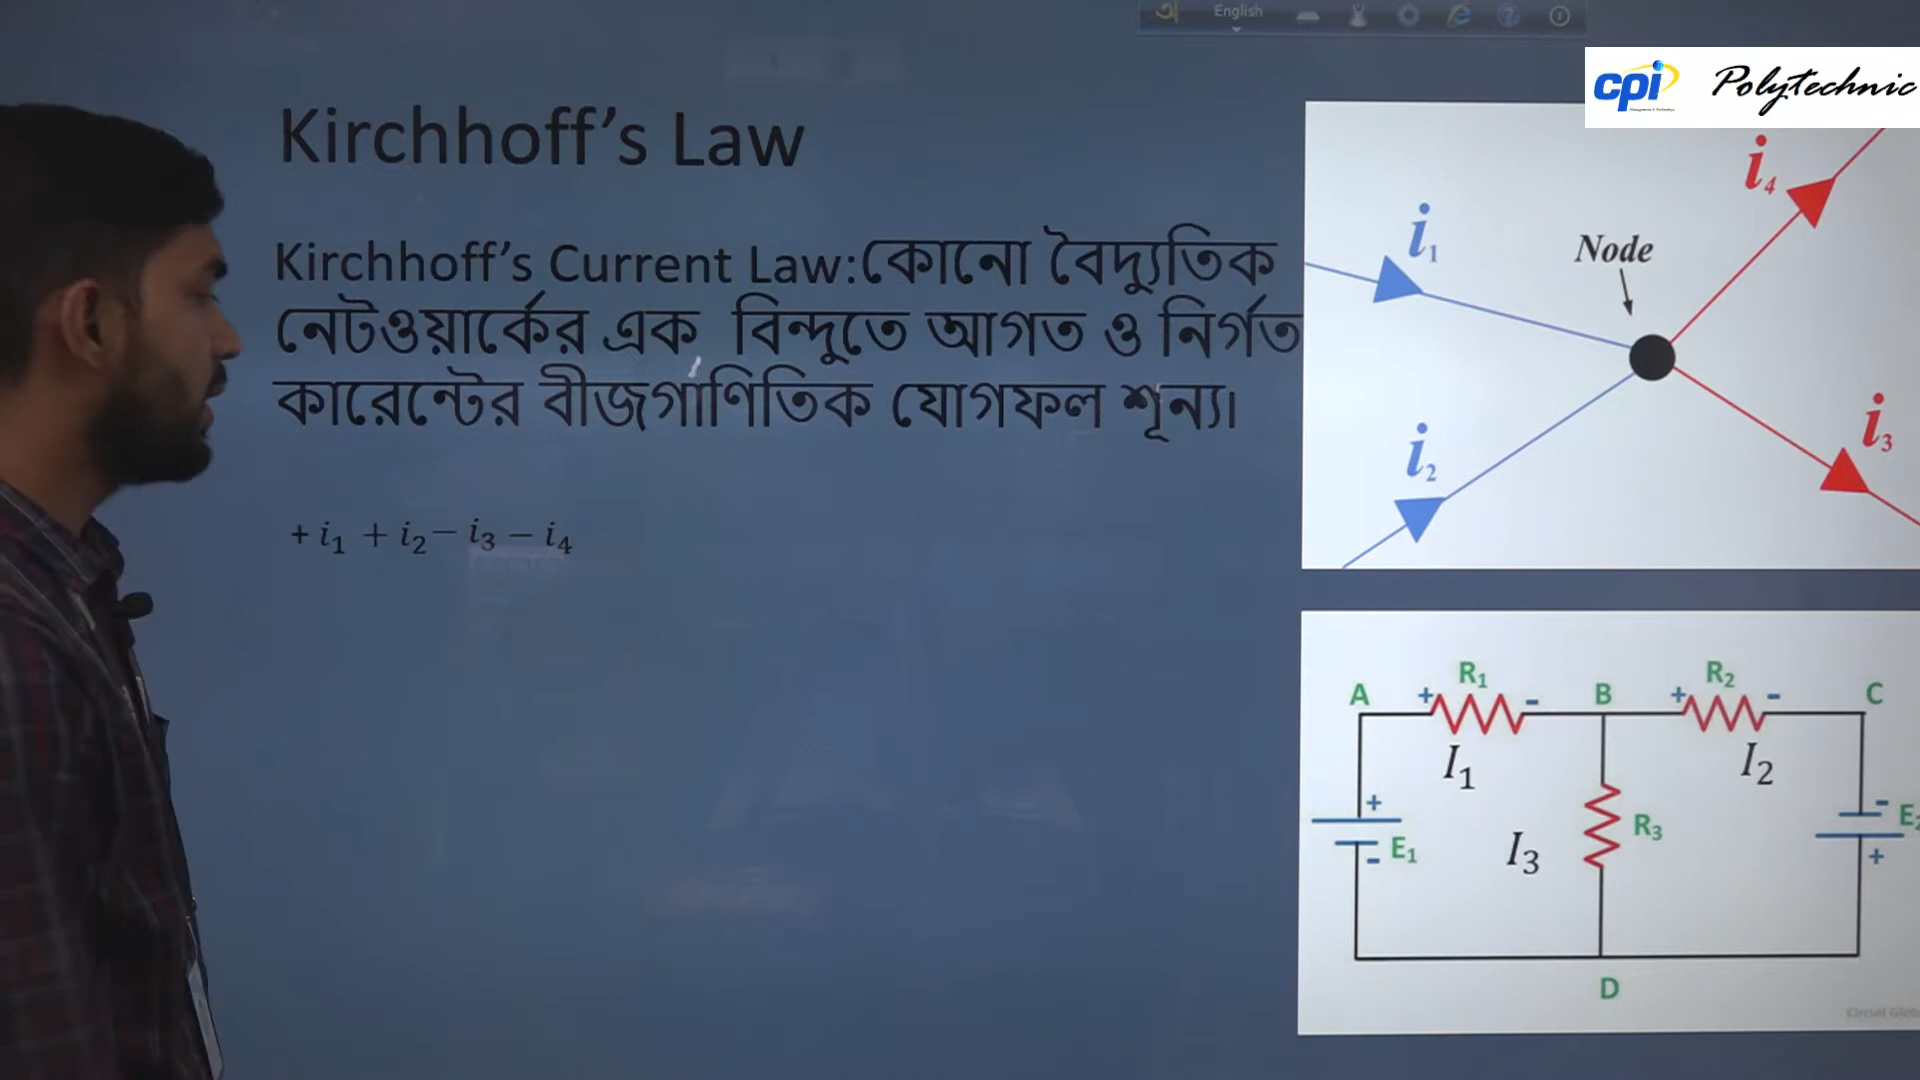 English
cpi Polytechnic
Kirchhoff's Law
Kirchhoff's Current Law:কোনো বৈদ্যুতিক
নেটওয়ার্কের এক বিন্দুতে আগত ও নির্গত
কারেন্টের বীজগাণিতিক যোগফল শূন্য।
+ i₁ + i₂ − i₃ − i₄
i₄
i₁
Node
i₂
i₃
A + R₁ - B + R₂ - C
I₁ I₂
+ -
E₁ I₃ R₃ E₂
- +
D